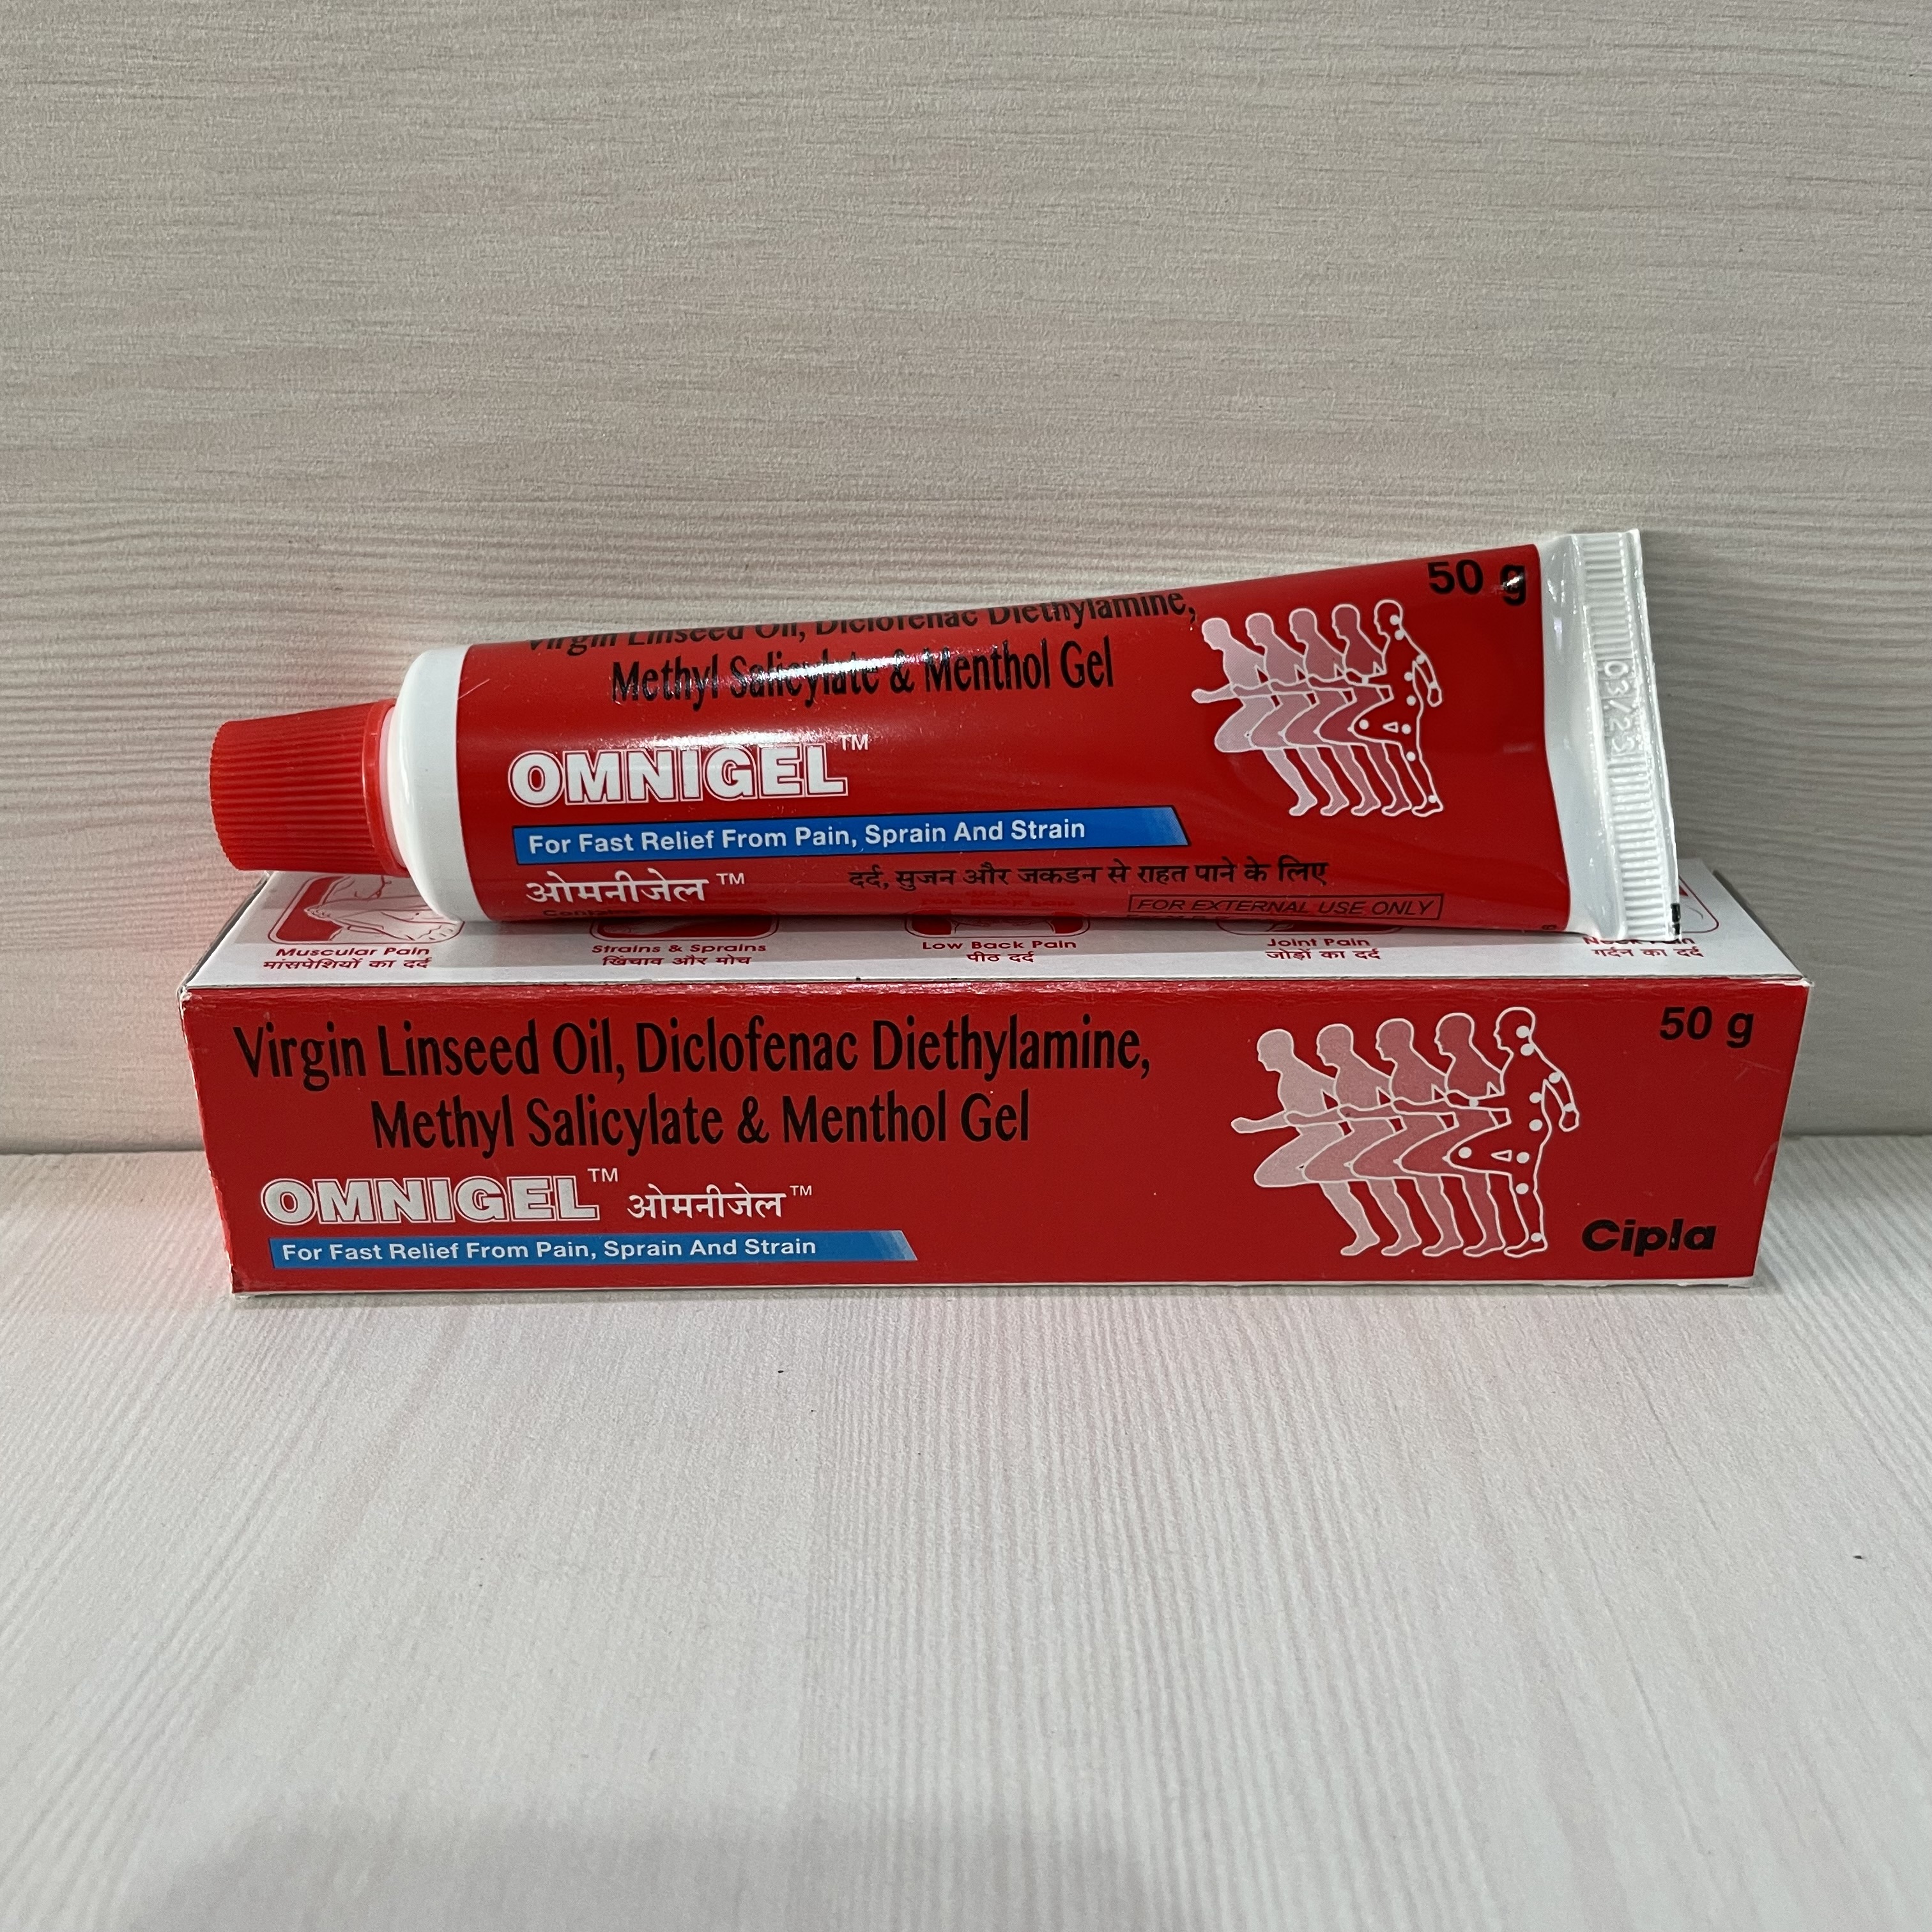 50 g
Virgin Linseed Oil, Diclofenac Diethylamine,
Methyl Salicylate & Menthol Gel
OMNIGEL™
For Fast Relief From Pain, Sprain And Strain
ओमनीजेल™ दर्द, सुजन और जकडन से राहत पाने के लिए
FOR EXTERNAL USE ONLY
Muscular Pain
मांसपेशियों का दर्द
Strains & Sprains
खिंचाव और मोच
Low Back Pain
पीठ दर्द
Joint Pain
जोड़ों का दर्द
Neck Pain
गर्दन का दर्द
Virgin Linseed Oil, Diclofenac Diethylamine,
Methyl Salicylate & Menthol Gel
50 g
OMNIGEL™ ओमनीजेल™
For Fast Relief From Pain, Sprain And Strain
Cipla